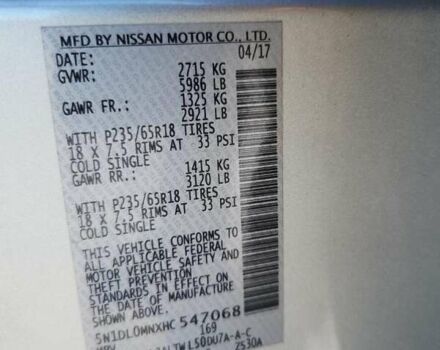 MFD BY NISSAN MOTOR CO., LTD.
DATE: 04/17
GVWR: 2715 KG
5986 LB
GAWR FR.: 1325 KG
2921 LB
WITH P235/65R18 TIRES
18 X 7.5 RIMS AT 33 PSI
COLD SINGLE
GAWR RR.: 1415 KG
3120 LB
WITH P235/65R18 TIRES
18 X 7.5 RIMS AT 33 PSI
COLD SINGLE
THIS VEHICLE CONFORMS TO
ALL APPLICABLE FEDERAL
MOTOR VEHICLE SAFETY AND
THEFT PREVENTION
STANDARDS IN EFFECT ON
THE DATE OF MANUFACTURE
5N1DL0MNXHC 547068
169
L50DU7A-A-C